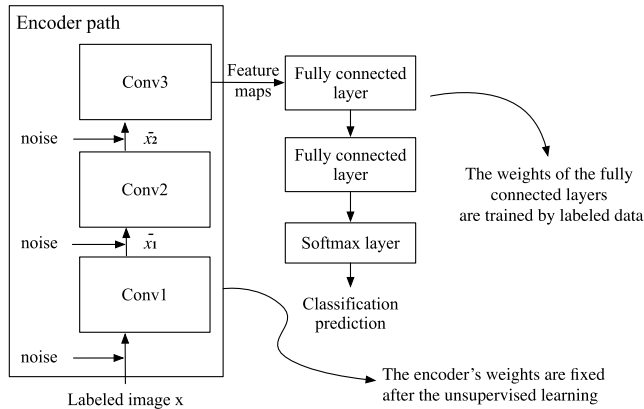 Encoder path
Conv3
Feature
maps
Fully connected
layer
noise
x̄₂
Conv2
Fully connected
layer
The weights of the fully
connected layers
are trained by labeled data
noise
x̄₁
Softmax layer
Conv1
Classification
prediction
noise
The encoder's weights are fixed
after the unsupervised learning
Labeled image x